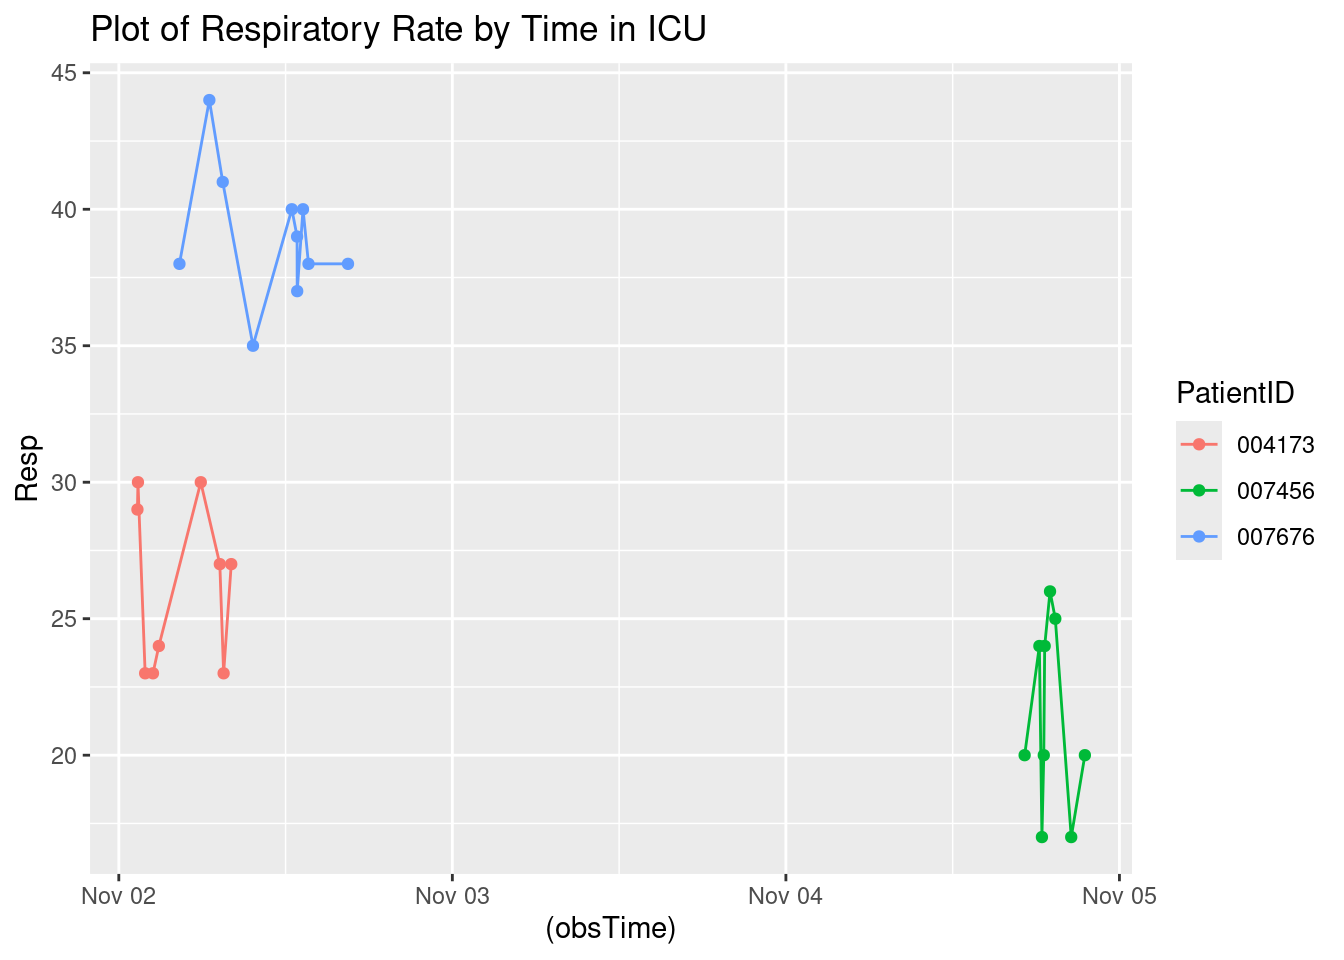 Plot of Respiratory Rate by Time in ICU
45
40
35
30
25
20
Resp
Nov 02
Nov 03
Nov 04
Nov 05
(obsTime)
PatientID
004173
007456
007676